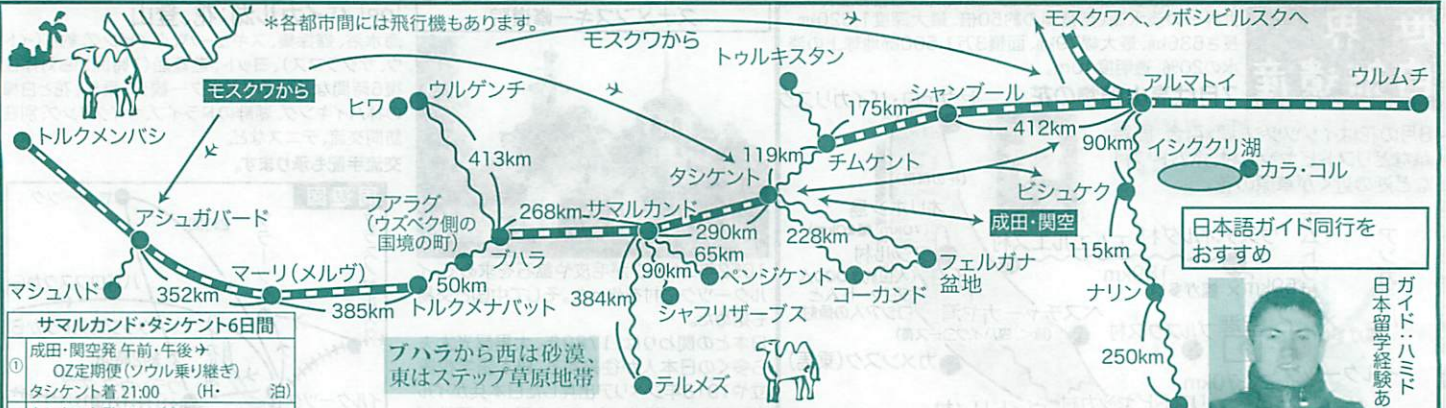 ＊各都市間には飛行機もあります。
モスクワから
モスクワへ、ノボシビルスクへ
モスクワから
トルクメンバシ
ヒワ
ウルゲンチ
413km
トゥルキスタン
175km
シャンブール
アルマトイ
ウルムチ
412km
90km
イシククリ湖
カラ・コル
119km
チムケント
タシケント
ビシュケク
成田・関空
アシュガバード
ファラグ
(ウズベク側の
国境の町)
268km
サマルカンド
290km
228km
65km
90km
ペンジケント
コーカンド
フェルガナ
盆地
115km
日本語ガイド同行を
おすすめ
マシュハド
352km
マーリ(メルヴ)
385km
50km
ブハラ
トルクメナバット
384km
シャフリザーブス
ナリン
250km
テルメズ
ブハラから西は砂漠、
東はステップ草原地帯
ガイド：ハミド
日本留学経験あ
サマルカンド・タシケント6日間
① 成田・関空発 午前・午後✈
OZ定期便(ソウル乗り継ぎ)
タシケント着 21:00 (H・ 泊)